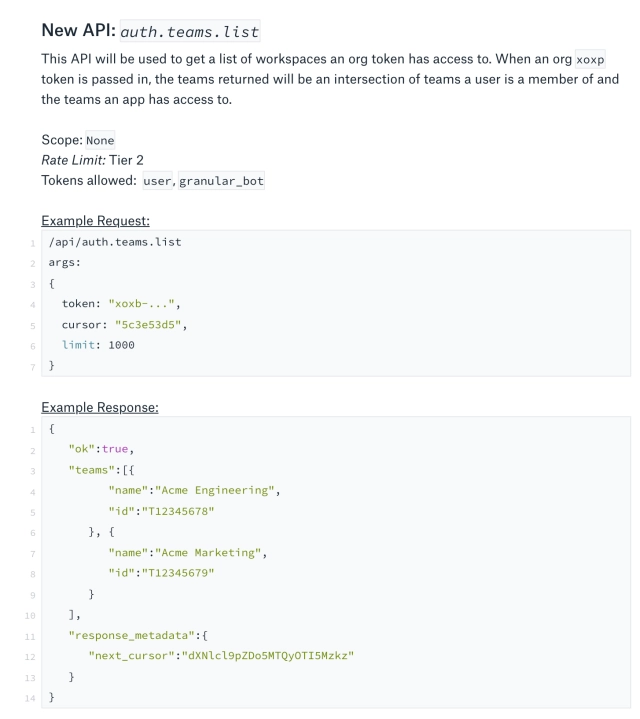 New API: auth.teams.list
This API will be used to get a list of workspaces an org token has access to. When an org xoxp
token is passed in, the teams returned will be an intersection of teams a user is a member of and
the teams an app has access to.
Scope: None
Rate Limit: Tier 2
Tokens allowed: user, granular_bot
Example Request:
1 /api/auth.teams.list
2 args:
3 {
4 token: "xoxb-...",
5 cursor: "5c3e53d5",
6 limit: 1000
7 }
Example Response:
1 {
2 "ok":true,
3 "teams":[{
4 "name":"Acme Engineering",
5 "id":"T12345678"
6 }, {
7 "name":"Acme Marketing",
8 "id":"T12345679"
9 }
10 ],
11 "response_metadata":{
12 "next_cursor":"dXNlcl9pZDo5MTQyOTI5Mzkz"
13 }
14 }